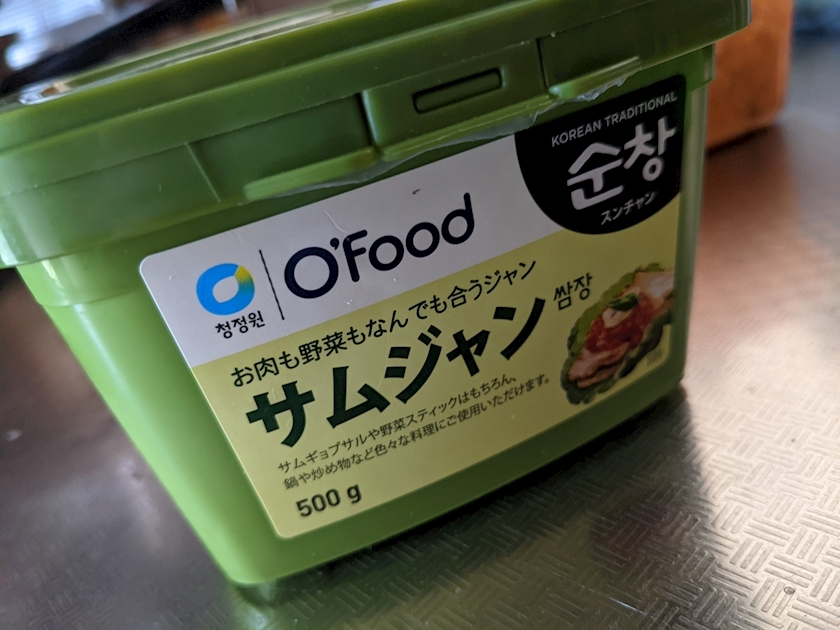 KOREAN TRADITIONAL
순창
スンチャン
O'Food
청정원
お肉も野菜もなんでも合うジャン
サムジャン 쌈장
サムギョプサルや野菜スティックはもちろん、
鍋や炒め物など色々な料理にご使用いただけます。
500 g